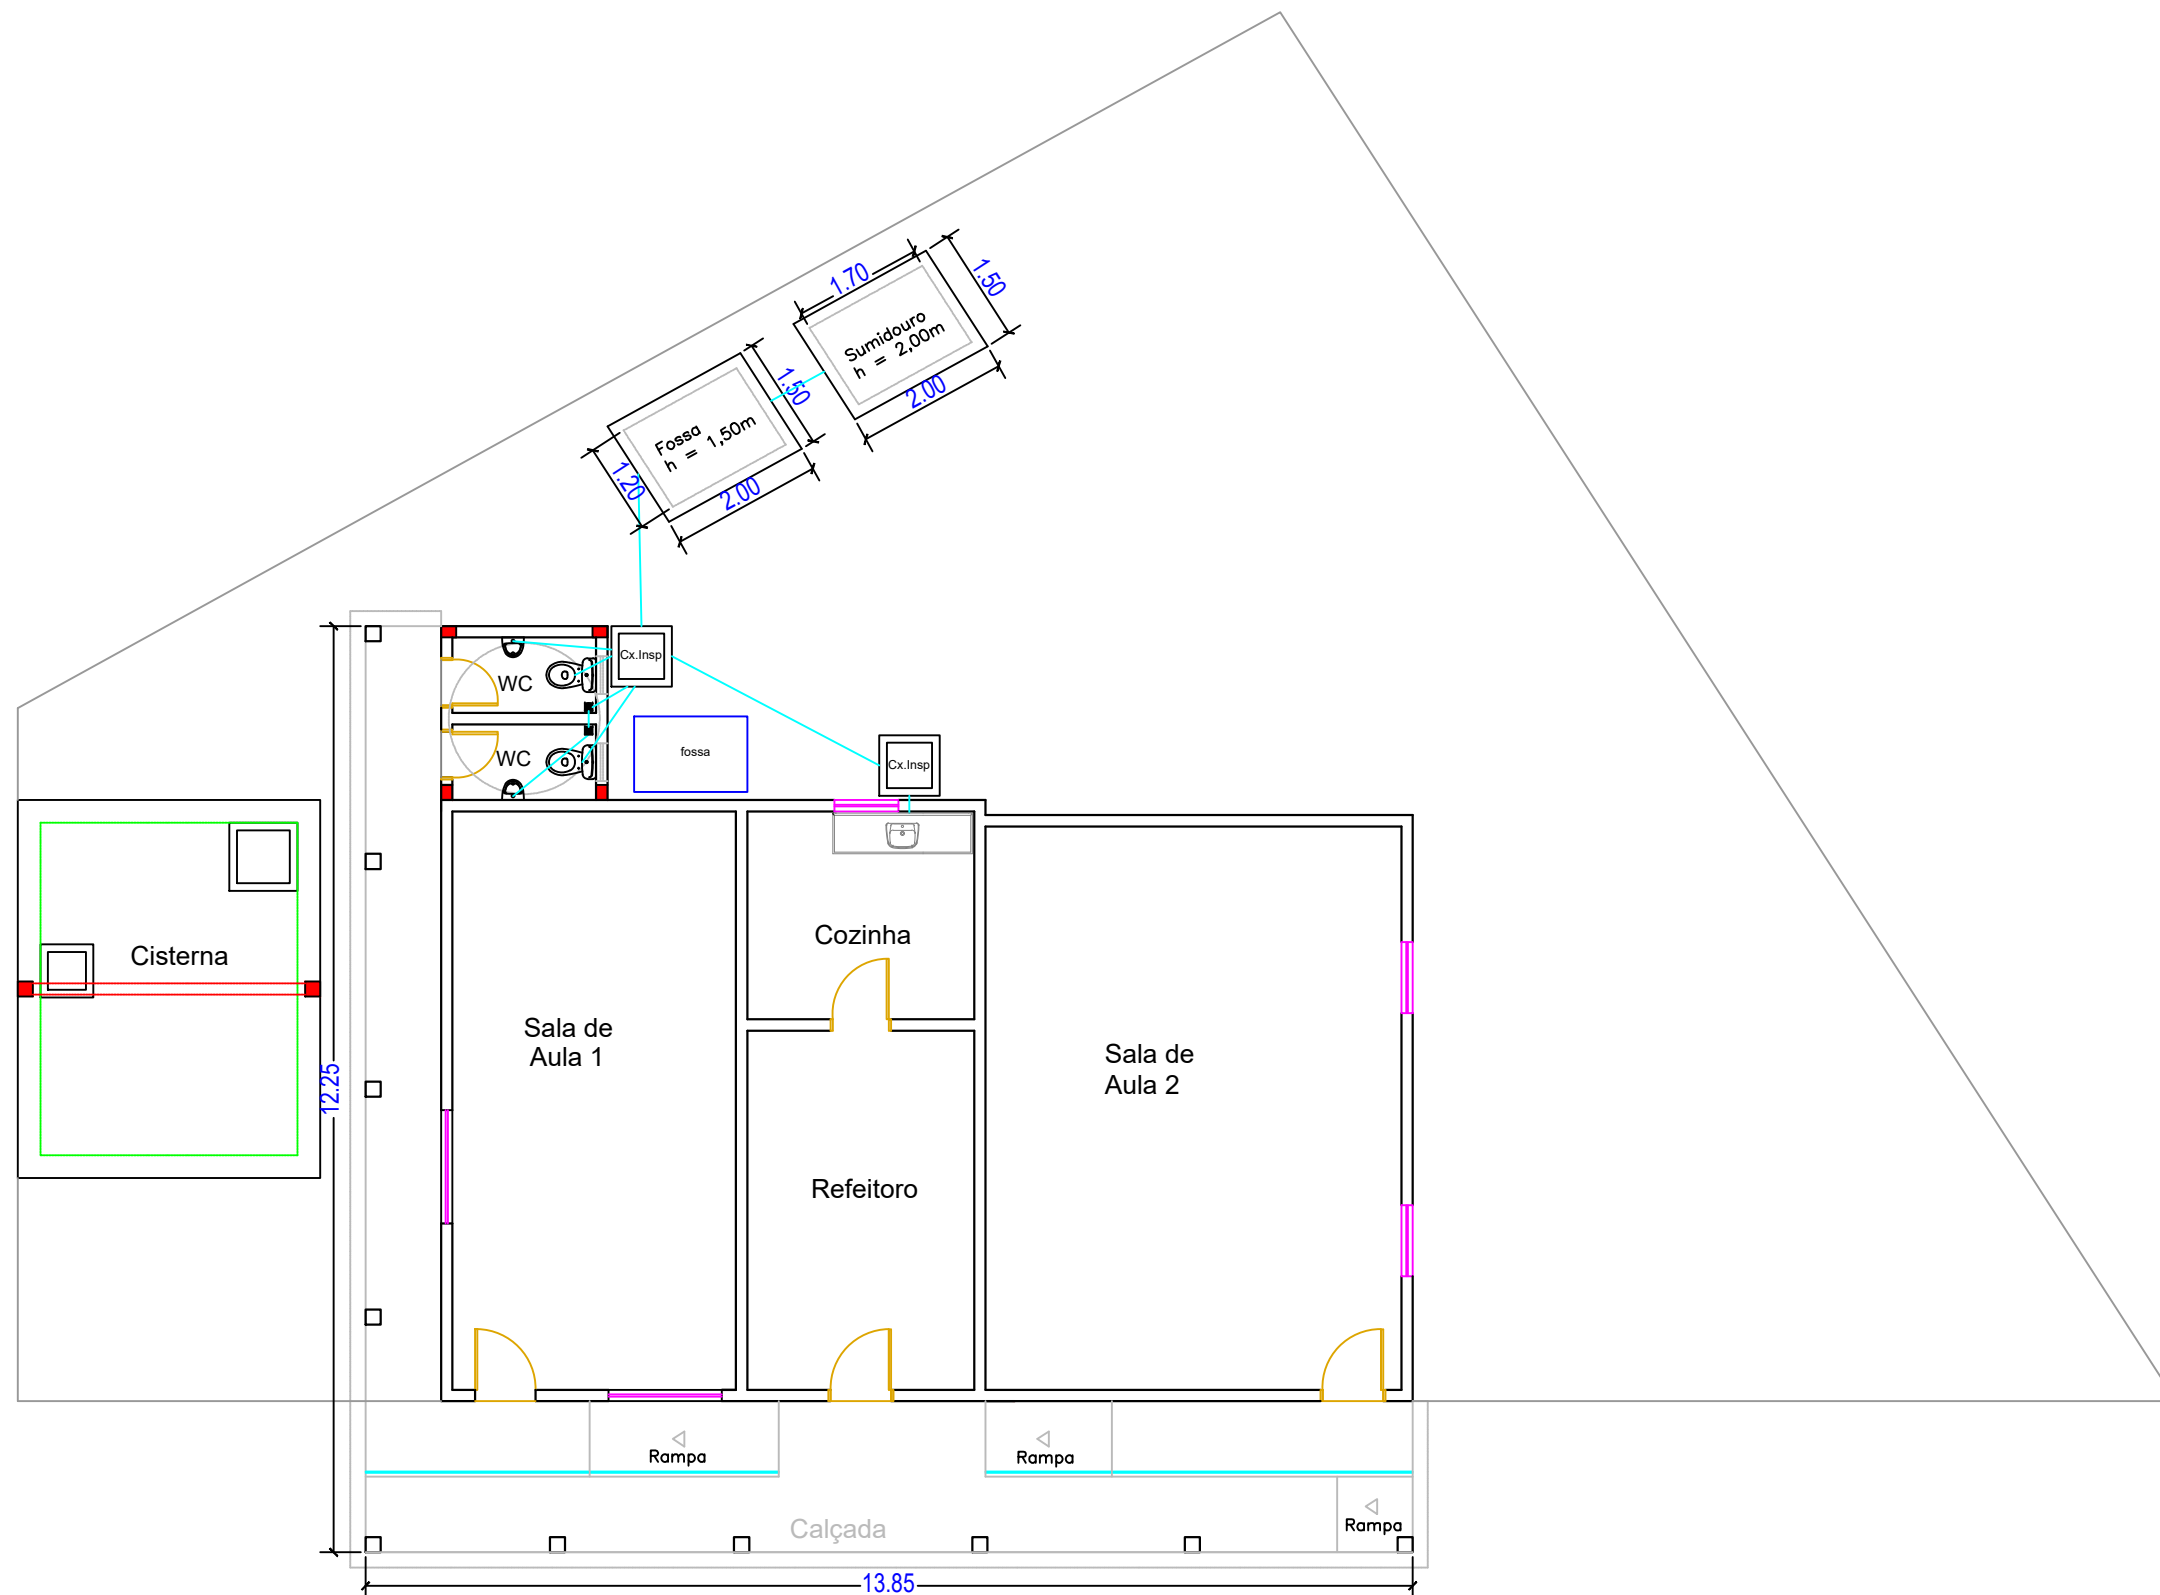 1.70
1.50
Sumidouro
h = 2,00m
2.00
1.50
Fossa
h = 1,50m
1.20
2.00
Cx.Insp
WC
WC
fossa
Cx.Insp
Cisterna
Cozinha
Sala de
Aula 1
Sala de
Aula 2
12.25
Refeitoro
Rampa
Rampa
Rampa
Calçada
13.85